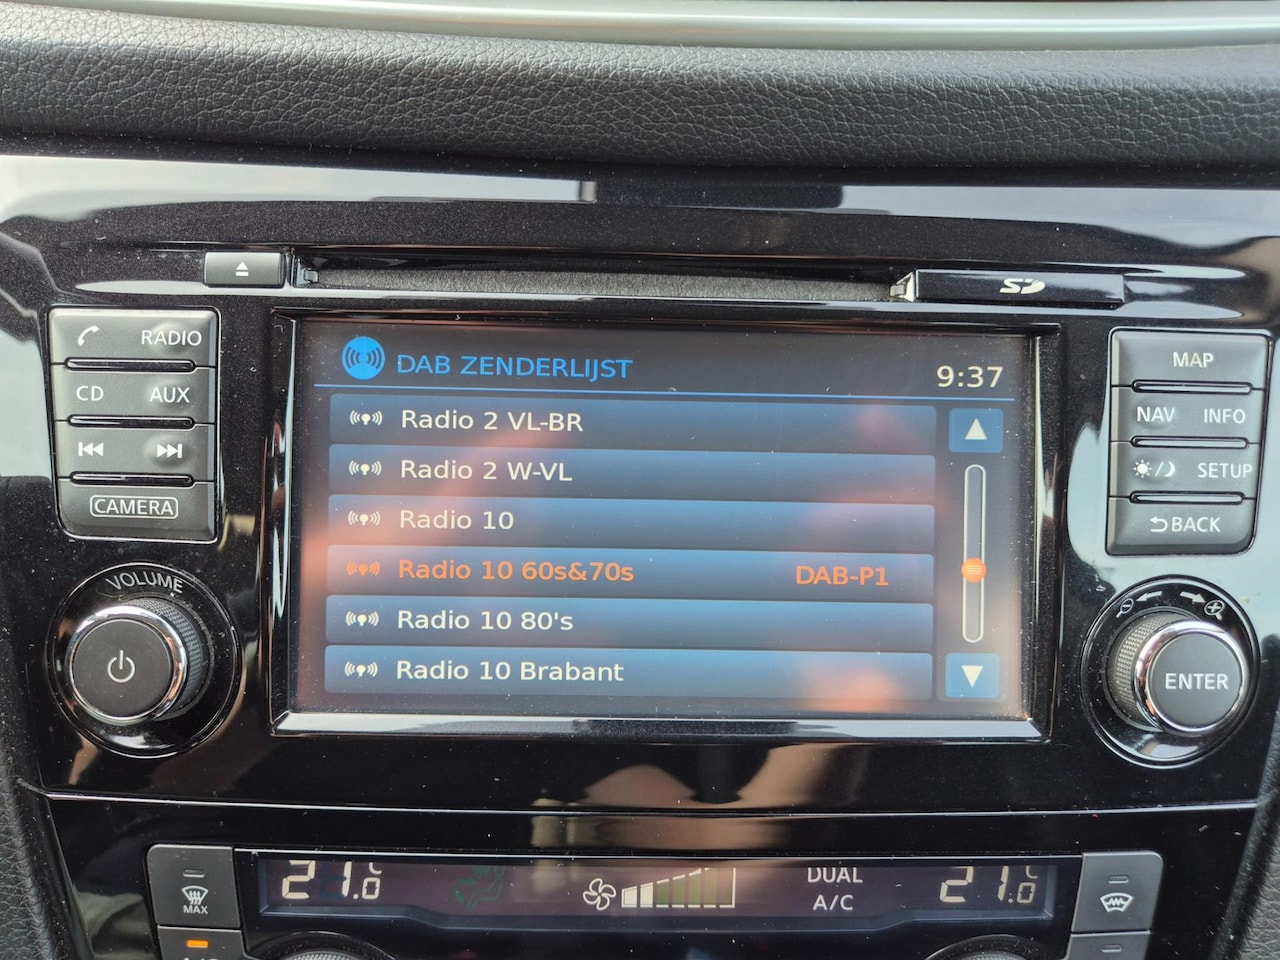 SD
RADIO
CD AUX
CAMERA
VOLUME
DAB ZENDERLIJST
9:37
Radio 2 VL-BR
Radio 2 W-VL
Radio 10
Radio 10 60s&70s DAB-P1
Radio 10 80's
Radio 10 Brabant
MAP
NAV INFO
SETUP
BACK
ENTER
MAX
21.0°C
DUAL
A/C
21.0°C